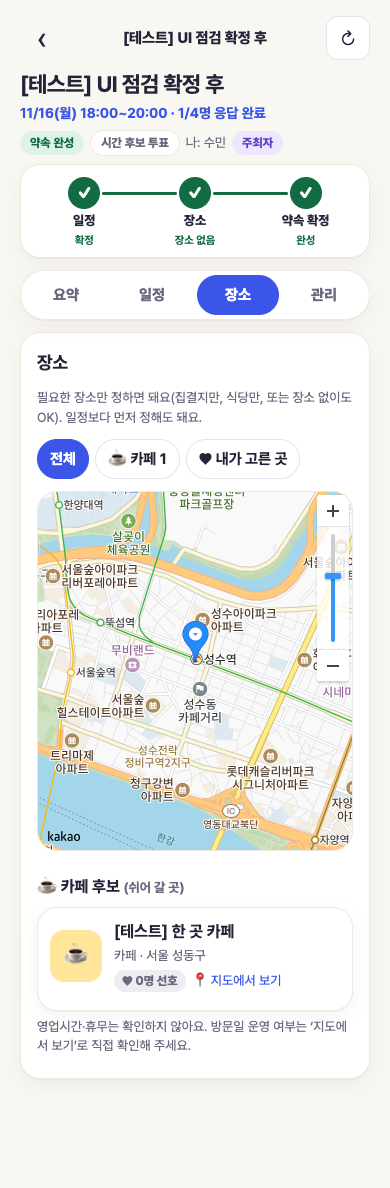 [테스트] UI 점검 확정 후
[테스트] UI 점검 확정 후
11/16(월) 18:00~20:00 · 1/4명 응답 완료
약속 완성 시간 후보 투표 나: 수민 주최자
일정 장소 약속 확정
확정 장소 없음 완성
요약 일정 장소 관리
장소
필요한 장소만 정하면 돼요(집결지만, 식당만, 또는 장소 없이도
OK). 일정보다 먼저 정해도 돼요.
전체 ☕ 카페 1 ♥ 내가 고른 곳
한양대역
파크골프장
살곶이
체육공원
서울숲아이파크
리버포레아파트
성수아이파크
아파트
뚝섬역
무비랜드
성수역
서울숲역
서울숲
힐스테이트아파트
성수동
카페거리
트리마제
아파트
성수전략
정비구역2지구
청구강변
아파트
롯데캐슬리버파크
시그니처아파트
IC
영동대교북단
한강
자양역
kakao
☕ 카페 후보 (쉬어 갈 곳)
[테스트] 한 곳 카페
카페 · 서울 성동구
♥ 0명 선호 📍 지도에서 보기
영업시간·휴무는 확인하지 않아요. 방문일 운영 여부는 ‘지도에
서 보기’로 직접 확인해 주세요.